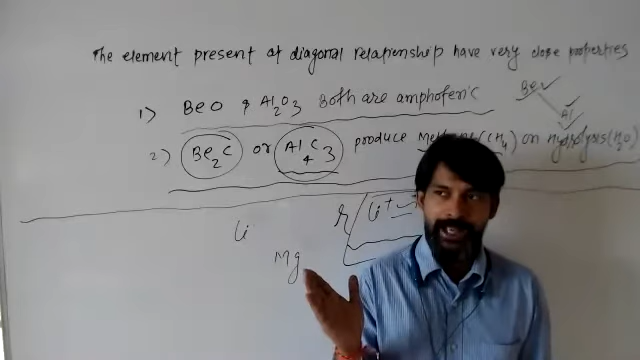 The element present at diagonal relationship have very close properties
1) BeO & Al2O3 Both are amphoteric
Be
Al
2) Be2C or Al4C3 produce Methane (CH4) on Hydrolysis (H2O)
Li
Li+
Mg